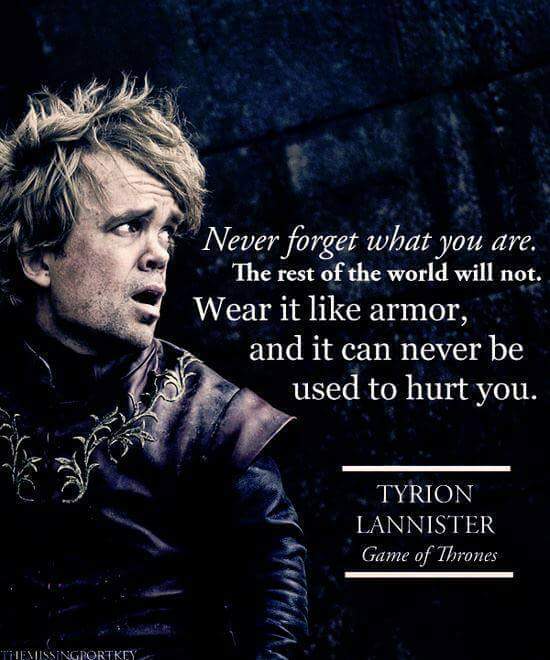 Never forget what you are.
The rest of the world will not.
Wear it like armor,
and it can never be
used to hurt you.
TYRION
LANNISTER
Game of Thrones
THEMISSINGPORTKEY